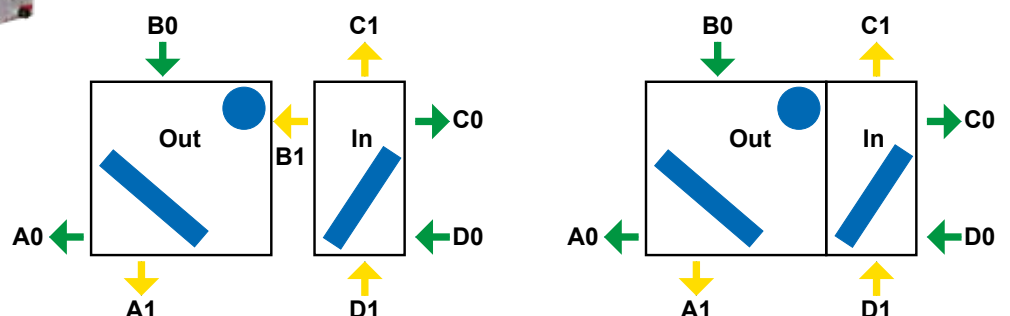 B0 C1
Out In C0
B1
A0 D0
A1 D1
B0 C1
Out In C0
A0 D0
A1 D1